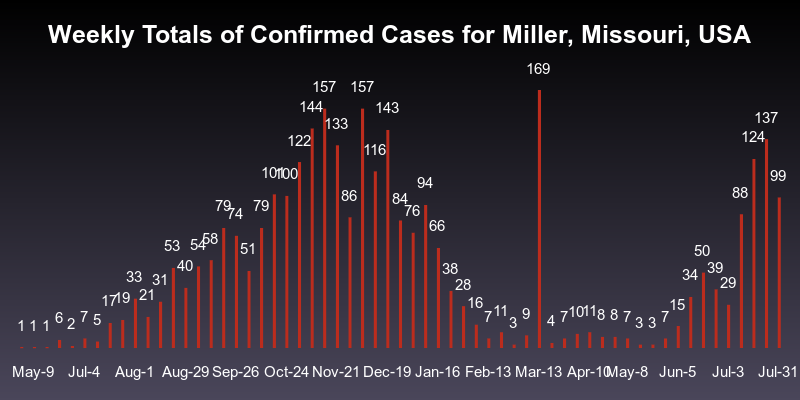 Weekly Totals of Confirmed Cases for Miller, Missouri, USA
1 1 1 6 2 7 5 17 19 33 21 31 53 40 54 58 79 74 51 79 101 100 122 144 157 133 86 157 116 143 84 76 94 66 38 28 16 7 11 3 9 169 4 7 10 11 8 8 7 3 3 7 15 34 50 39 29 88 124 137 99
May-9 Jul-4 Aug-1 Aug-29 Sep-26 Oct-24 Nov-21 Dec-19 Jan-16 Feb-13 Mar-13 Apr-10 May-8 Jun-5 Jul-3 Jul-31